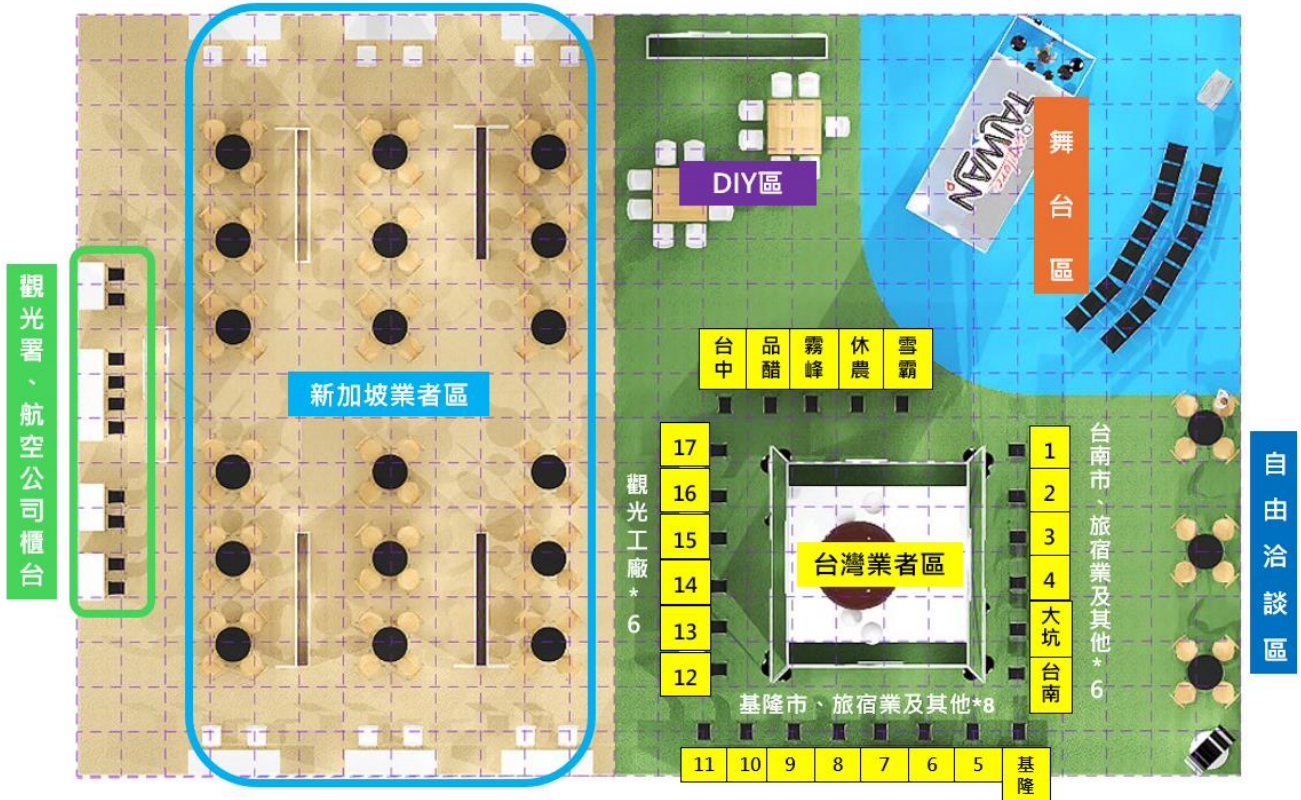 觀光署、航空公司櫃台
新加坡業者區
DIY區
TAIWAN
舞台區
台中
品醋
霧峰
休農
雪霸
觀光工廠*6
17
16
15
14
13
12
台灣業者區
1
2
3
4
大坑
台南
台南市、旅宿業及其他*6
基隆市、旅宿業及其他*8
11
10
9
8
7
6
5
基隆
自由洽談區